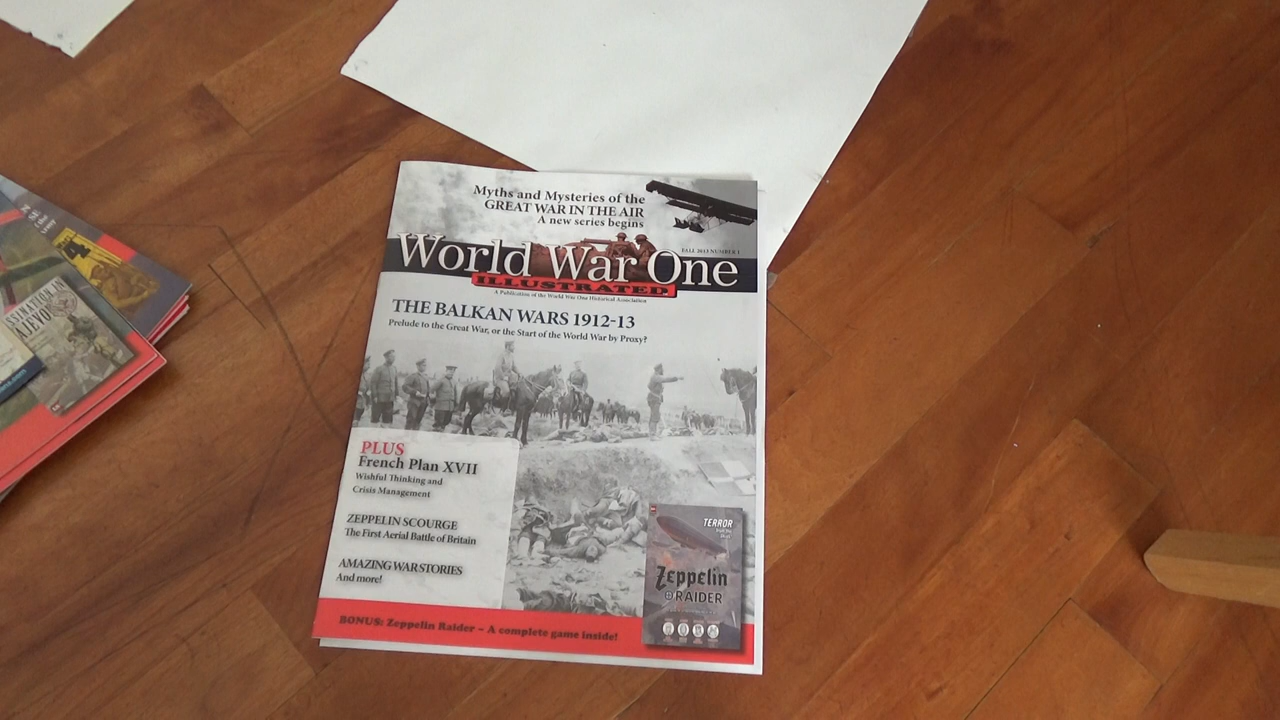 Myths and Mysteries of the
GREAT WAR IN THE AIR
A new series begins
FALL 2013 NUMBER 1
World War One
ILLUSTRATED
A Publication of the World War One Historical Association
THE BALKAN WARS 1912-13
Prelude to the Great War, or the Start of the World War by Proxy?
PLUS
French Plan XVII
Wishful Thinking and
Crisis Management
ZEPPELIN SCOURGE
The First Aerial Battle of Britain
AMAZING WAR STORIES
And more!
BONUS: Zeppelin Raider – A complete game inside!
TERROR
Zeppelin
RAIDER